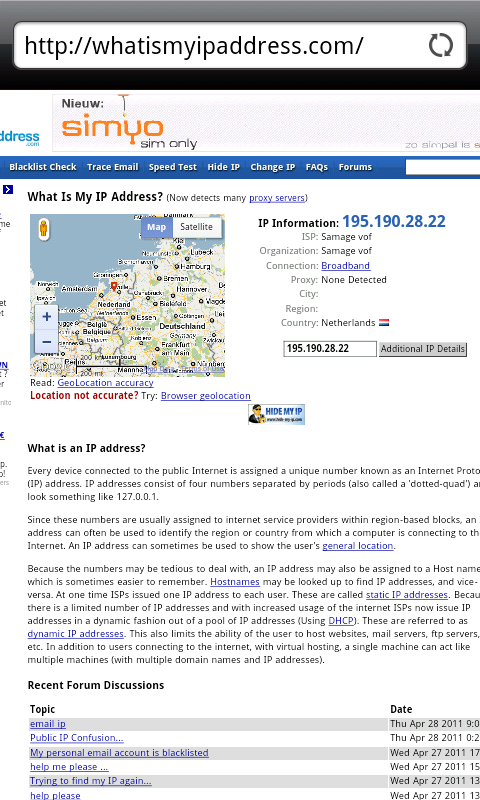 http://whatismyipaddress.com/
Nieuw:
simyo
sim only
zo simpel is s
ddress
.com
Blacklist Check Trace Email Speed Test Hide IP Change IP FAQs Forums
What Is My IP Address? (Now detects many proxy servers)
Map Satellite
Lübeck
Hamburg
Bremen
Groningen
Norwich
Amsterdam
Hannover
Nederland
Bielefeld
Essen
Deutschland
België
Belgique
Frankfurt
am Main
Luxembourg
Mannheim
200 mi
IP Information: 195.190.28.22
ISP: Samage vof
Organization: Samage vof
Connection: Broadband
Proxy: None Detected
City:
Region:
Country: Netherlands
195.190.28.22 Additional IP Details
Read: GeoLocation accuracy
Location not accurate? Try: Browser geolocation
HIDE MY IP
What is an IP address?
Every device connected to the public Internet is assigned a unique number known as an Internet Proto
(IP) address. IP addresses consist of four numbers separated by periods (also called a 'dotted-quad') an
look something like 127.0.0.1.
Since these numbers are usually assigned to internet service providers within region-based blocks, an
address can often be used to identify the region or country from which a computer is connecting to th
Internet. An IP address can sometimes be used to show the user's general location.
Because the numbers may be tedious to deal with, an IP address may also be assigned to a Host name
which is sometimes easier to remember. Hostnames may be looked up to find IP addresses, and vice-
versa. At one time ISPs issued one IP address to each user. These are called static IP addresses. Becau
there is a limited number of IP addresses and with increased usage of the internet ISPs now issue IP
addresses in a dynamic fashion out of a pool of IP addresses (Using DHCP). These are referred to as
dynamic IP addresses. This also limits the ability of the user to host websites, mail servers, ftp servers,
etc. In addition to users connecting to the internet, with virtual hosting, a single machine can act like
multiple machines (with multiple domain names and IP addresses).
Recent Forum Discussions
Topic Date
email ip Thu Apr 28 2011 9:0
Public IP Confusion... Thu Apr 28 2011 0:2
My personal email account is blacklisted Wed Apr 27 2011 17
help me please ... Wed Apr 27 2011 15
Trying to find my IP again... Wed Apr 27 2011 13
help please Wed Apr 27 2011 13